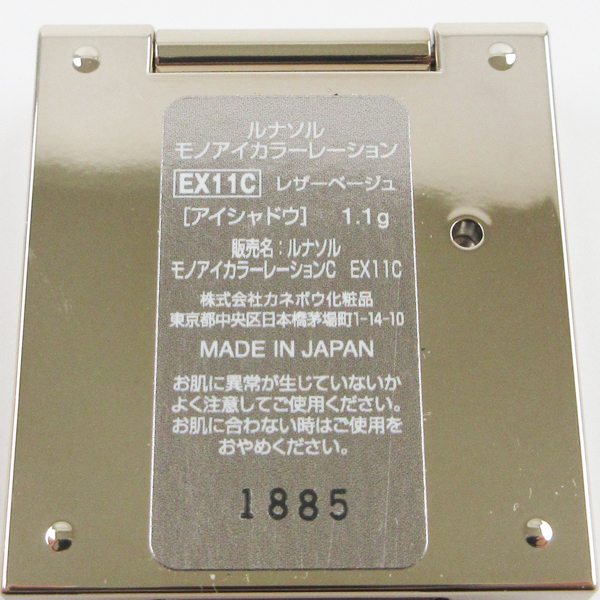 ルナソル
モノアイカラーレーション
EX11C レザーベージュ
[アイシャドウ] 1.1g
販売名：ルナソル
モノアイカラーレーションC EX11C
株式会社カネボウ化粧品
東京都中央区日本橋茅場町1-14-10
MADE IN JAPAN
お肌に異常が生じていないか
よく注意してご使用ください。
お肌に合わない時はご使用を
おやめください。
1885